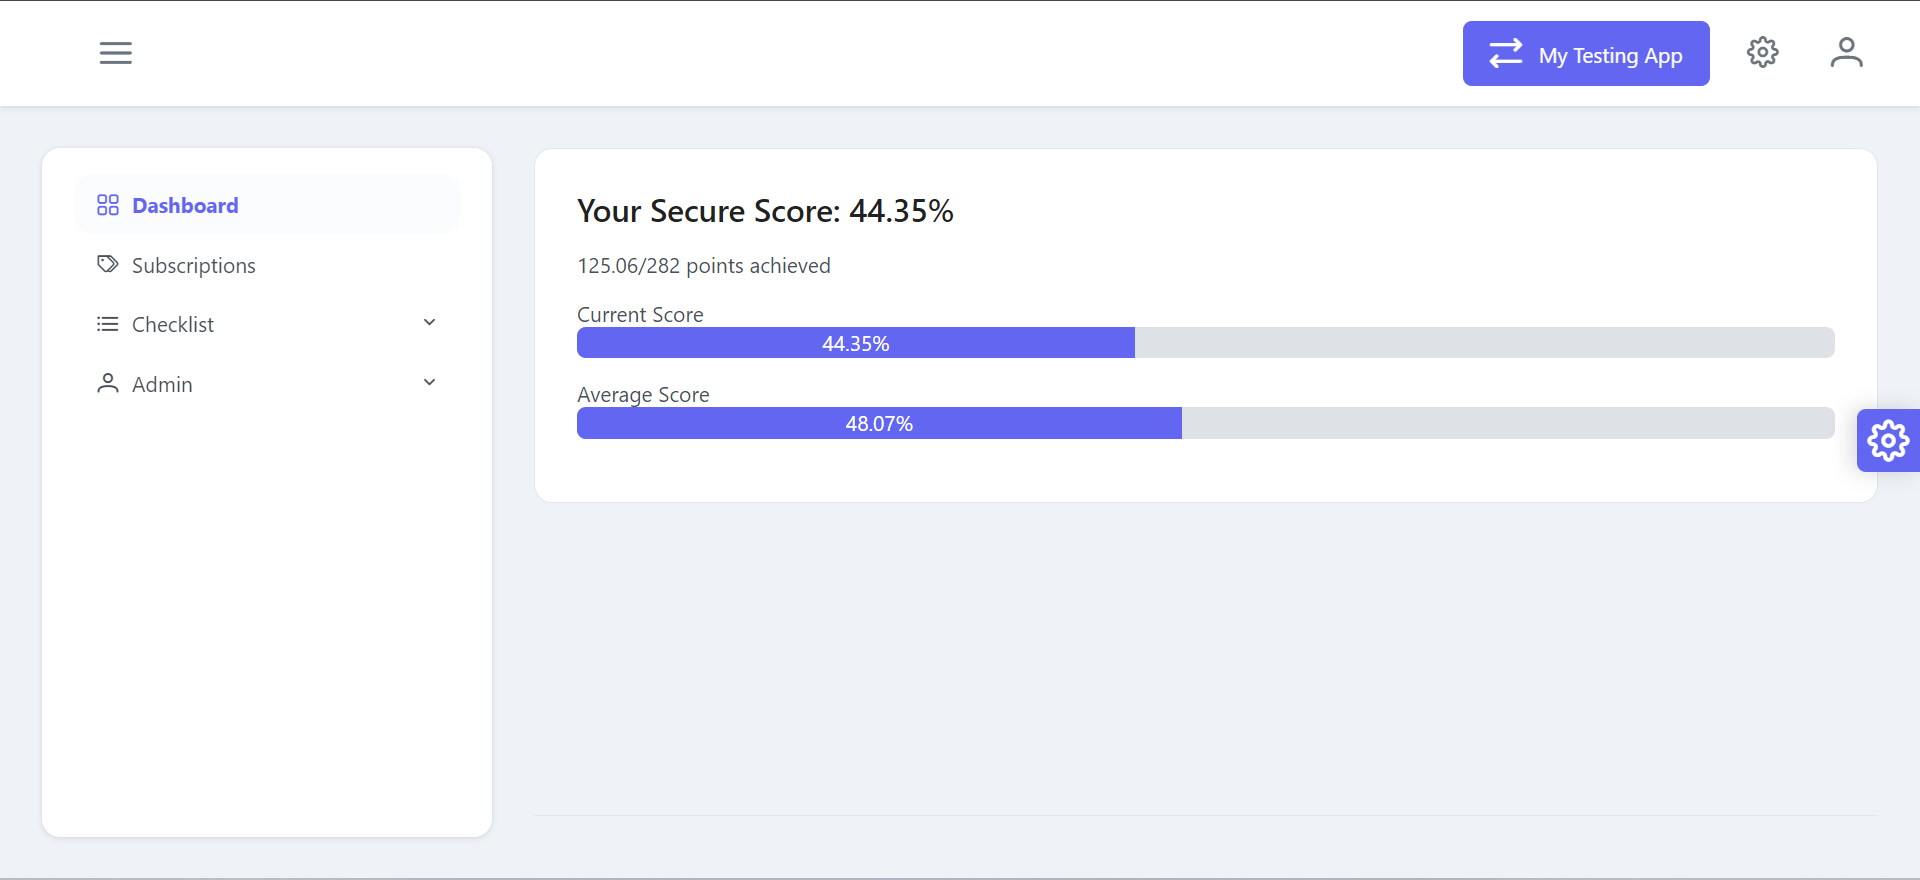 My Testing App
Dashboard
Subscriptions
Checklist
Admin
Your Secure Score: 44.35%
125.06/282 points achieved
Current Score
44.35%
Average Score
48.07%